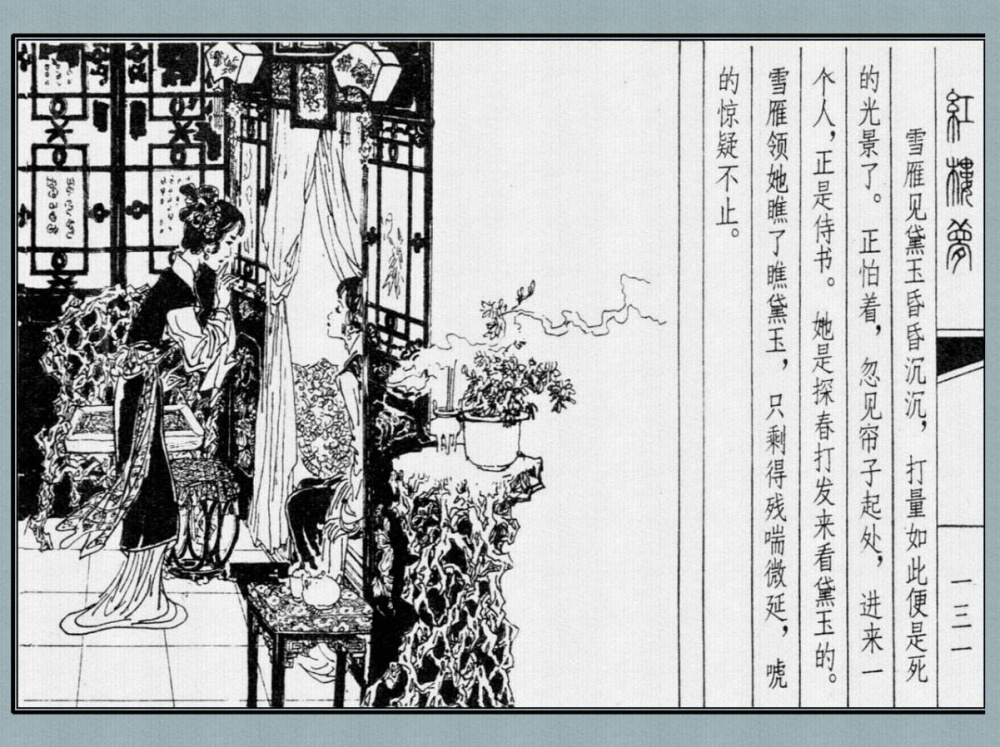 紅樓夢
一三一
雪雁见黛玉昏昏沉沉，打量如此便是死
的光景了。正怕着，忽见帘子起处，进来一
个人，正是侍书。她是探春打发来看黛玉的。
雪雁领她瞧了瞧黛玉，只剩得残喘微延，唬
的惊疑不止。